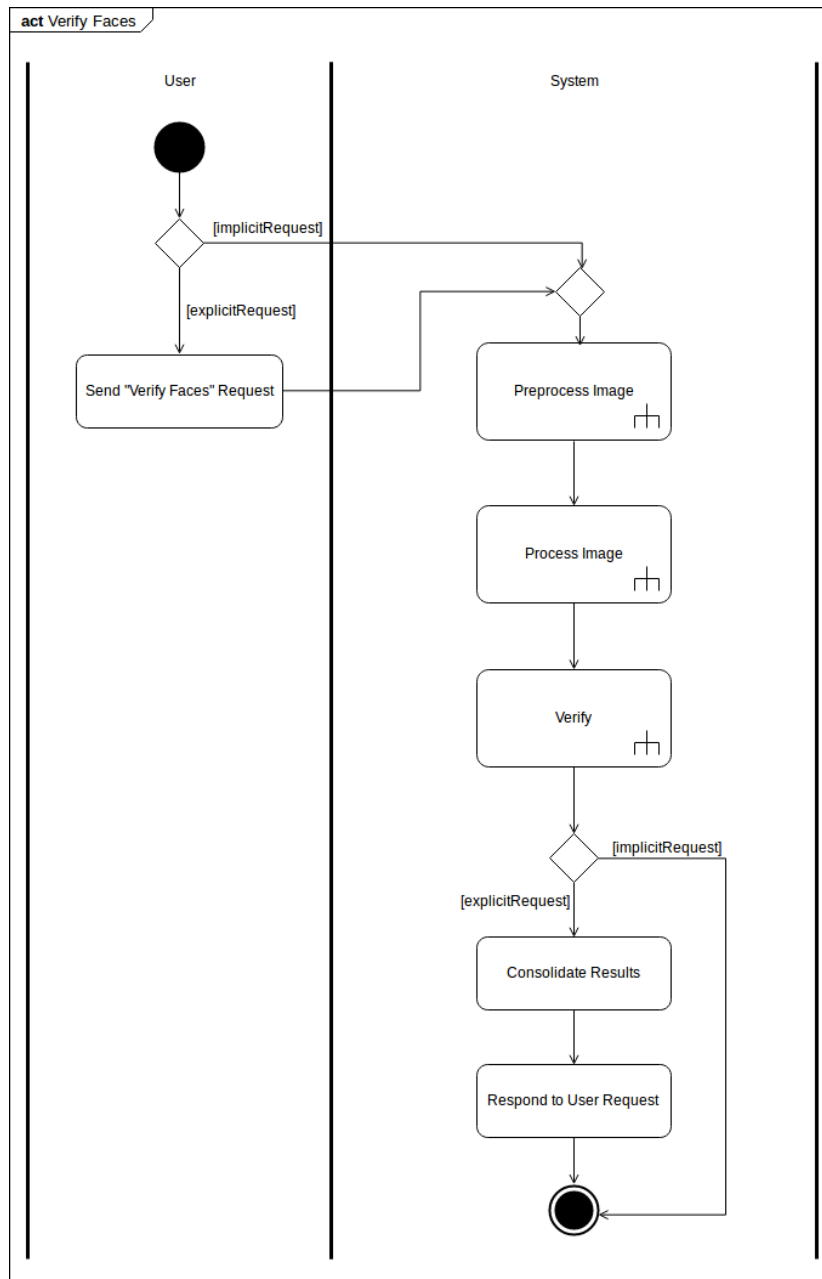 act Verify Faces
User
System
[implicitRequest]
[explicitRequest]
Send "Verify Faces" Request
Preprocess Image
Process Image
Verify
[implicitRequest]
[explicitRequest]
Consolidate Results
Respond to User Request